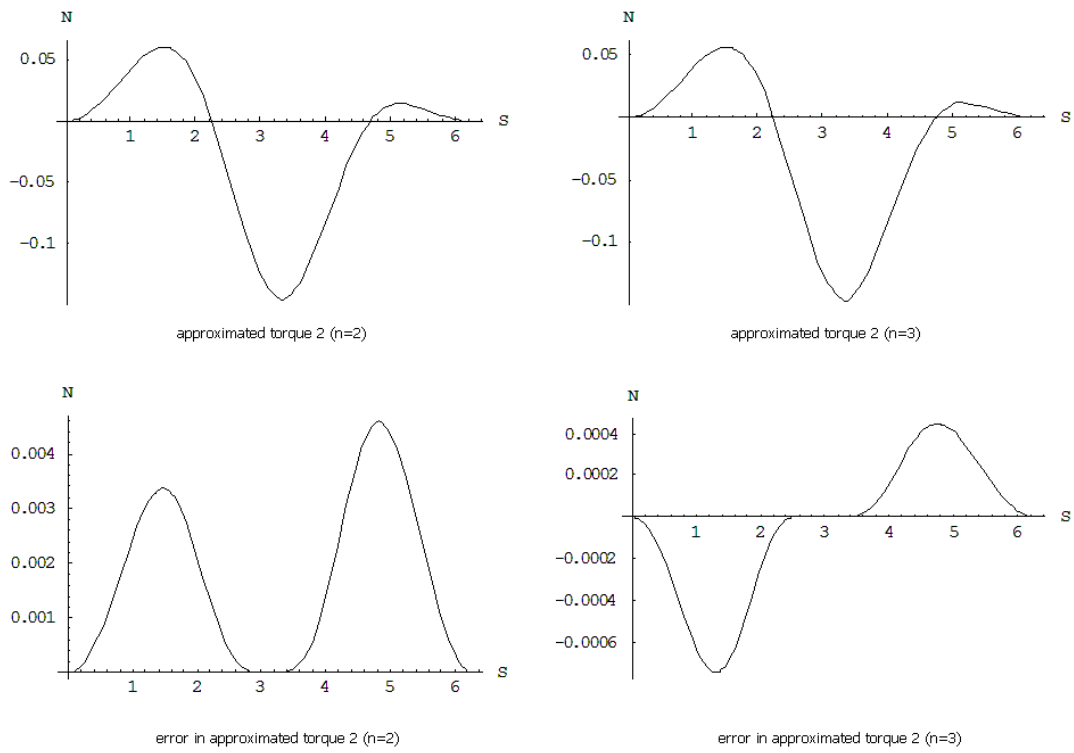 N
0.05
-0.05
-0.1
1 2 3 4 5 6 S
approximated torque 2 (n=2)
N
0.05
-0.05
-0.1
1 2 3 4 5 6 S
approximated torque 2 (n=3)
N
0.004
0.003
0.002
0.001
1 2 3 4 5 6 S
error in approximated torque 2 (n=2)
N
0.0004
0.0002
-0.0002
-0.0004
-0.0006
1 2 3 4 5 6 S
error in approximated torque 2 (n=3)